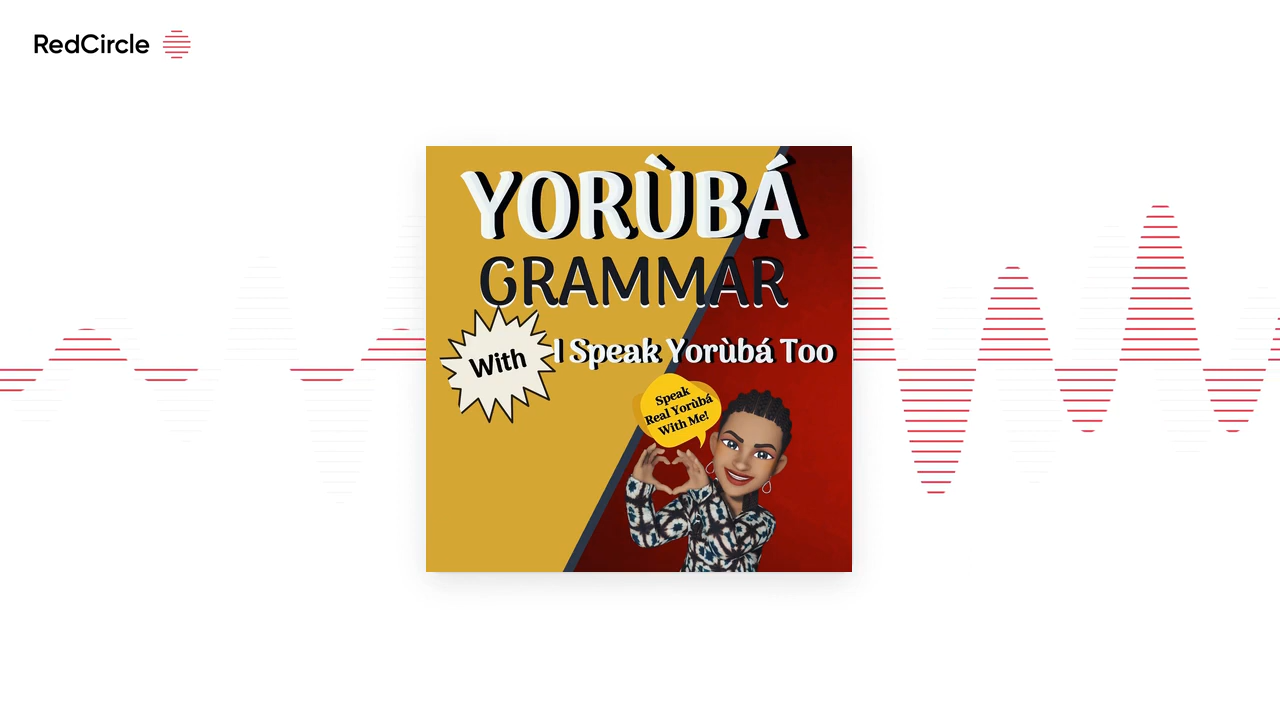 RedCircle
YORÙBÁ
GRAMMAR
With
I Speak Yorùbá Too
Speak
Real Yorùbá
With Me!